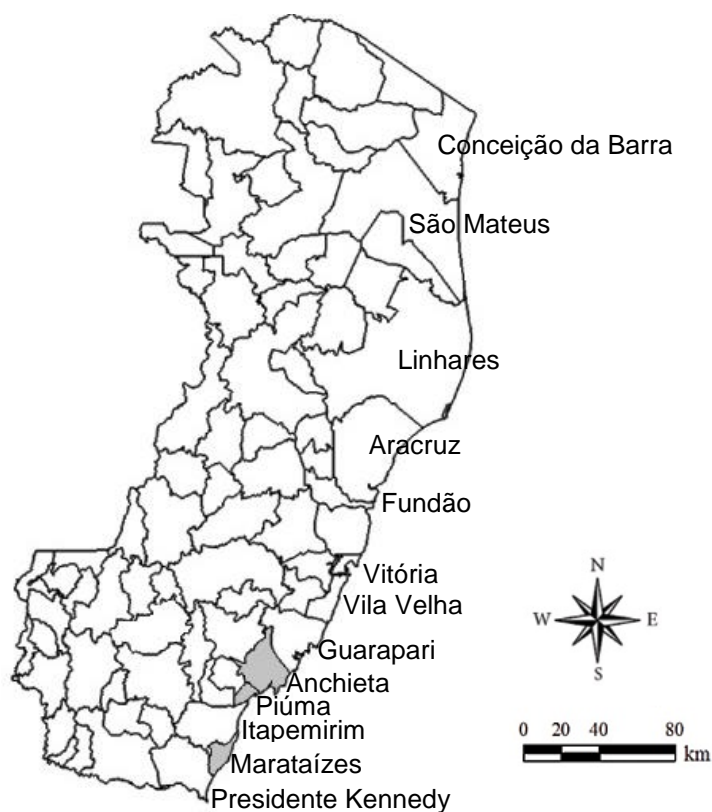 Conceição da Barra
São Mateus
Linhares
Aracruz
Fundão
Vitória
Vila Velha
Guarapari
Anchieta
Piúma
Itapemirim
Marataízes
Presidente Kennedy
N
W E
S
0 20 40 80
km